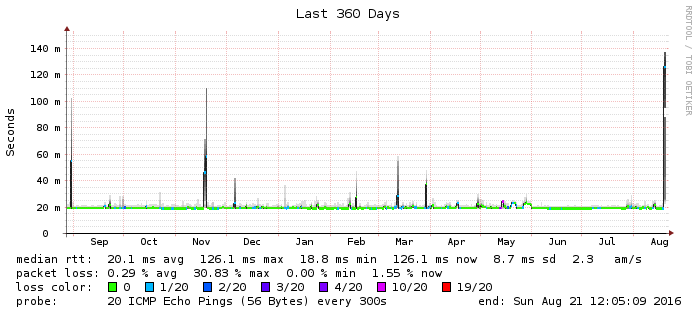 Last 360 Days
RRDTOOL / TOBI OETIKER
Seconds
140 m
120 m
100 m
80 m
60 m
40 m
20 m
0
Sep Oct Nov Dec Jan Feb Mar Apr May Jun Jul Aug
median rtt: 20.1 ms avg 126.1 ms max 18.8 ms min 126.1 ms now 8.7 ms sd 2.3 am/s
packet loss: 0.29 % avg 30.83 % max 0.00 % min 1.55 % now
loss color: 0 1/20 2/20 3/20 4/20 10/20 19/20
probe: 20 ICMP Echo Pings (56 Bytes) every 300s end: Sun Aug 21 12:05:09 2016